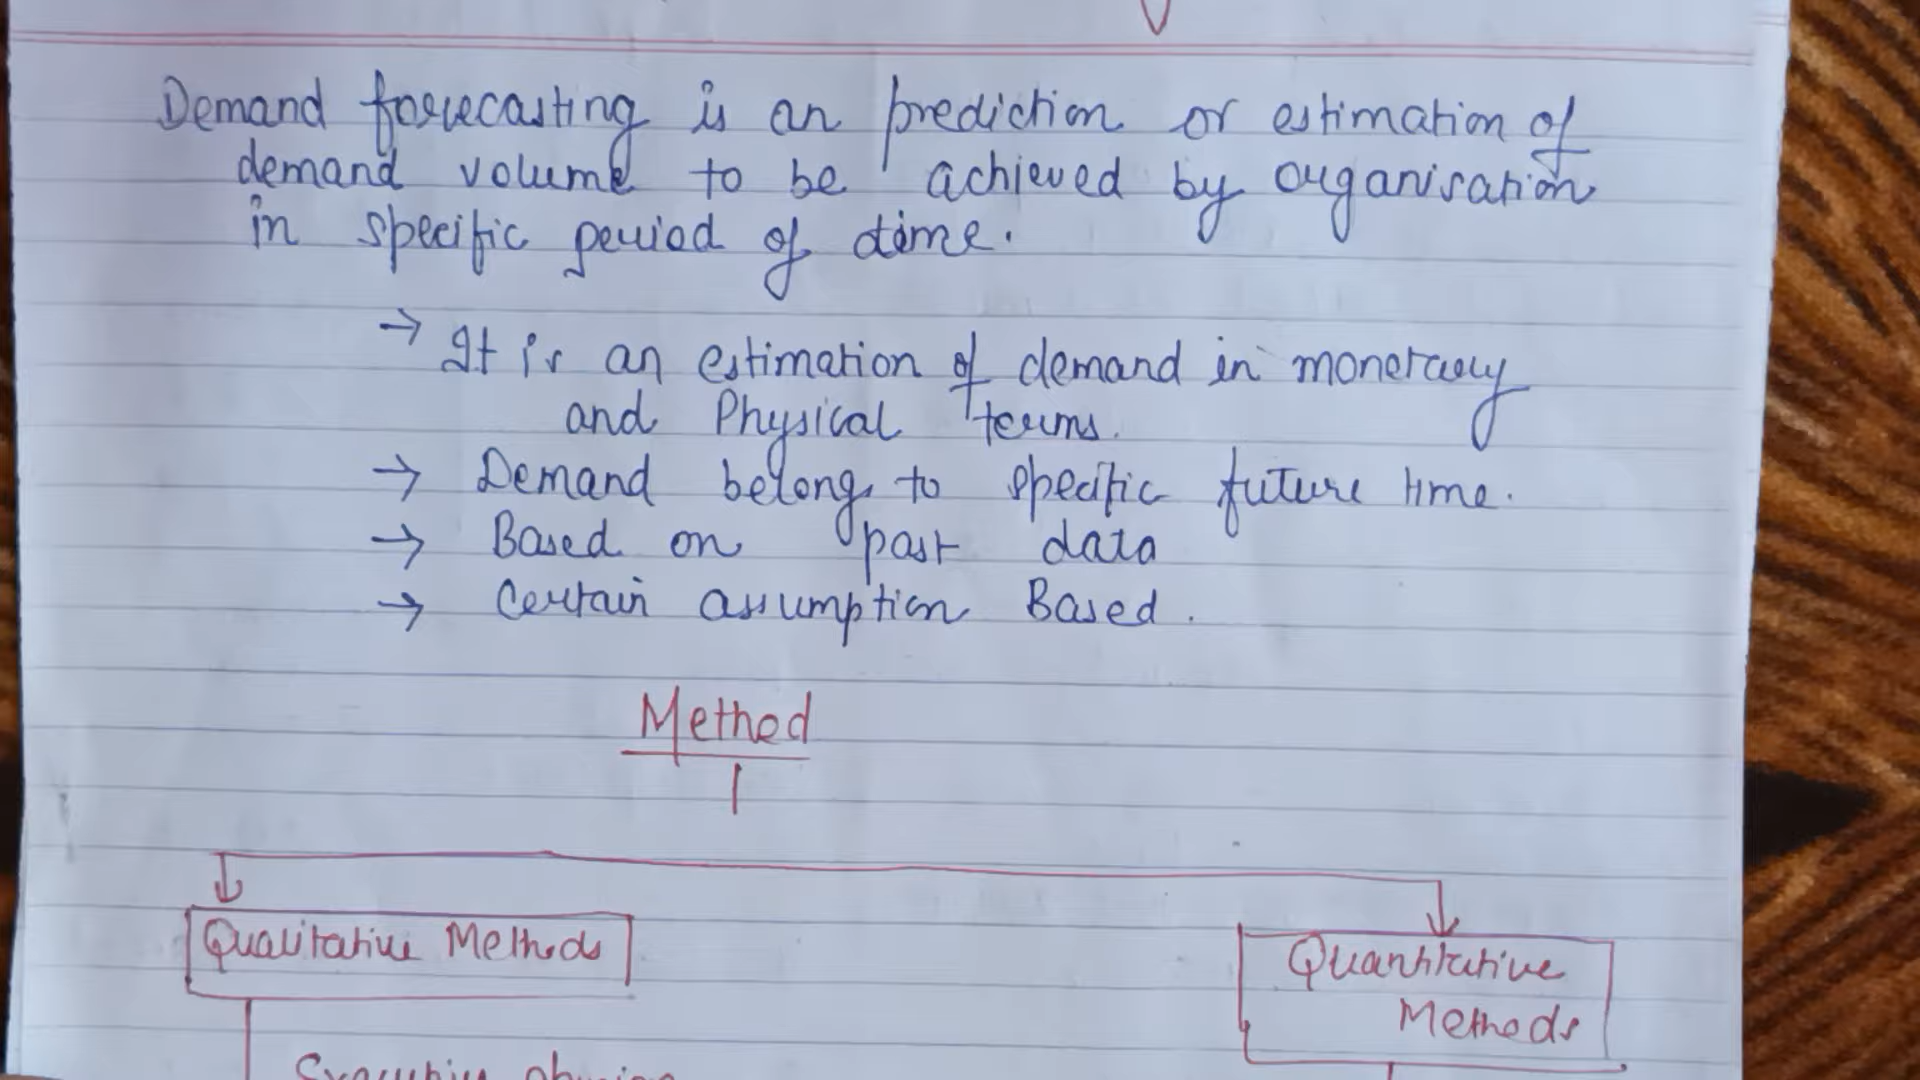 Demand forecasting is an prediction or estimation of
demand volume to be achieved by organisation
in specific period of time.
→ It is an estimation of demand in monetary
and Physical terms.
→ Demand belong to specific future time.
→ Based on past data
→ Certain assumption Based.
Method
Qualitative Methods
Quantitative
Methods